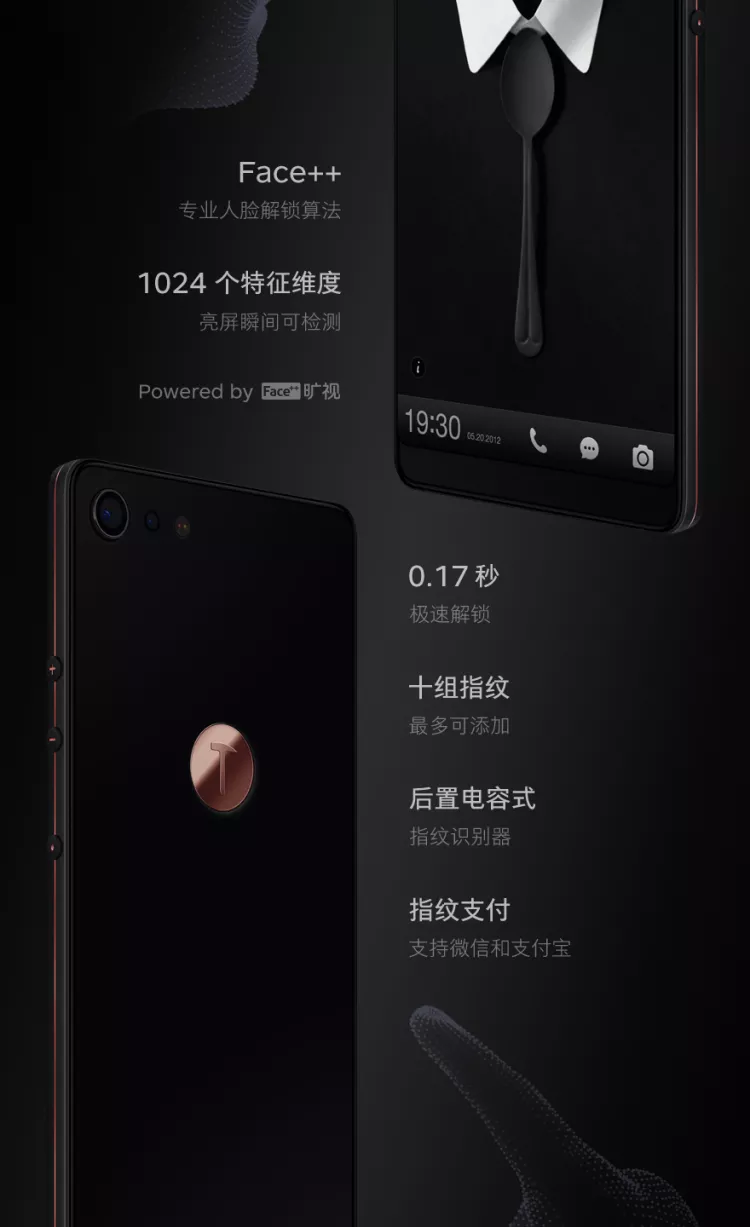 Face++
专业人脸解锁算法
1024 个特征维度
亮屏瞬间可检测
Powered by Face++ 旷视
19:30 05.20.2012
0.17 秒
极速解锁
十组指纹
最多可添加
后置电容式
指纹识别器
指纹支付
支持微信和支付宝